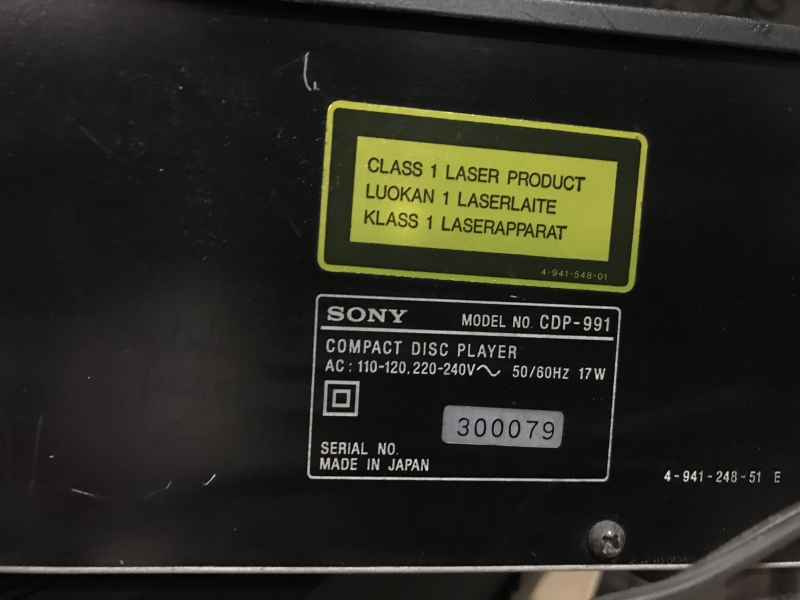 CLASS 1 LASER PRODUCT
LUOKAN 1 LASERLAITE
KLASS 1 LASERAPPARAT
4-941-548-01
SONY MODEL NO. CDP-991
COMPACT DISC PLAYER
AC : 110-120, 220-240V〜 50/60HZ 17W
300079
SERIAL NO.
MADE IN JAPAN
4-941-248-51 E